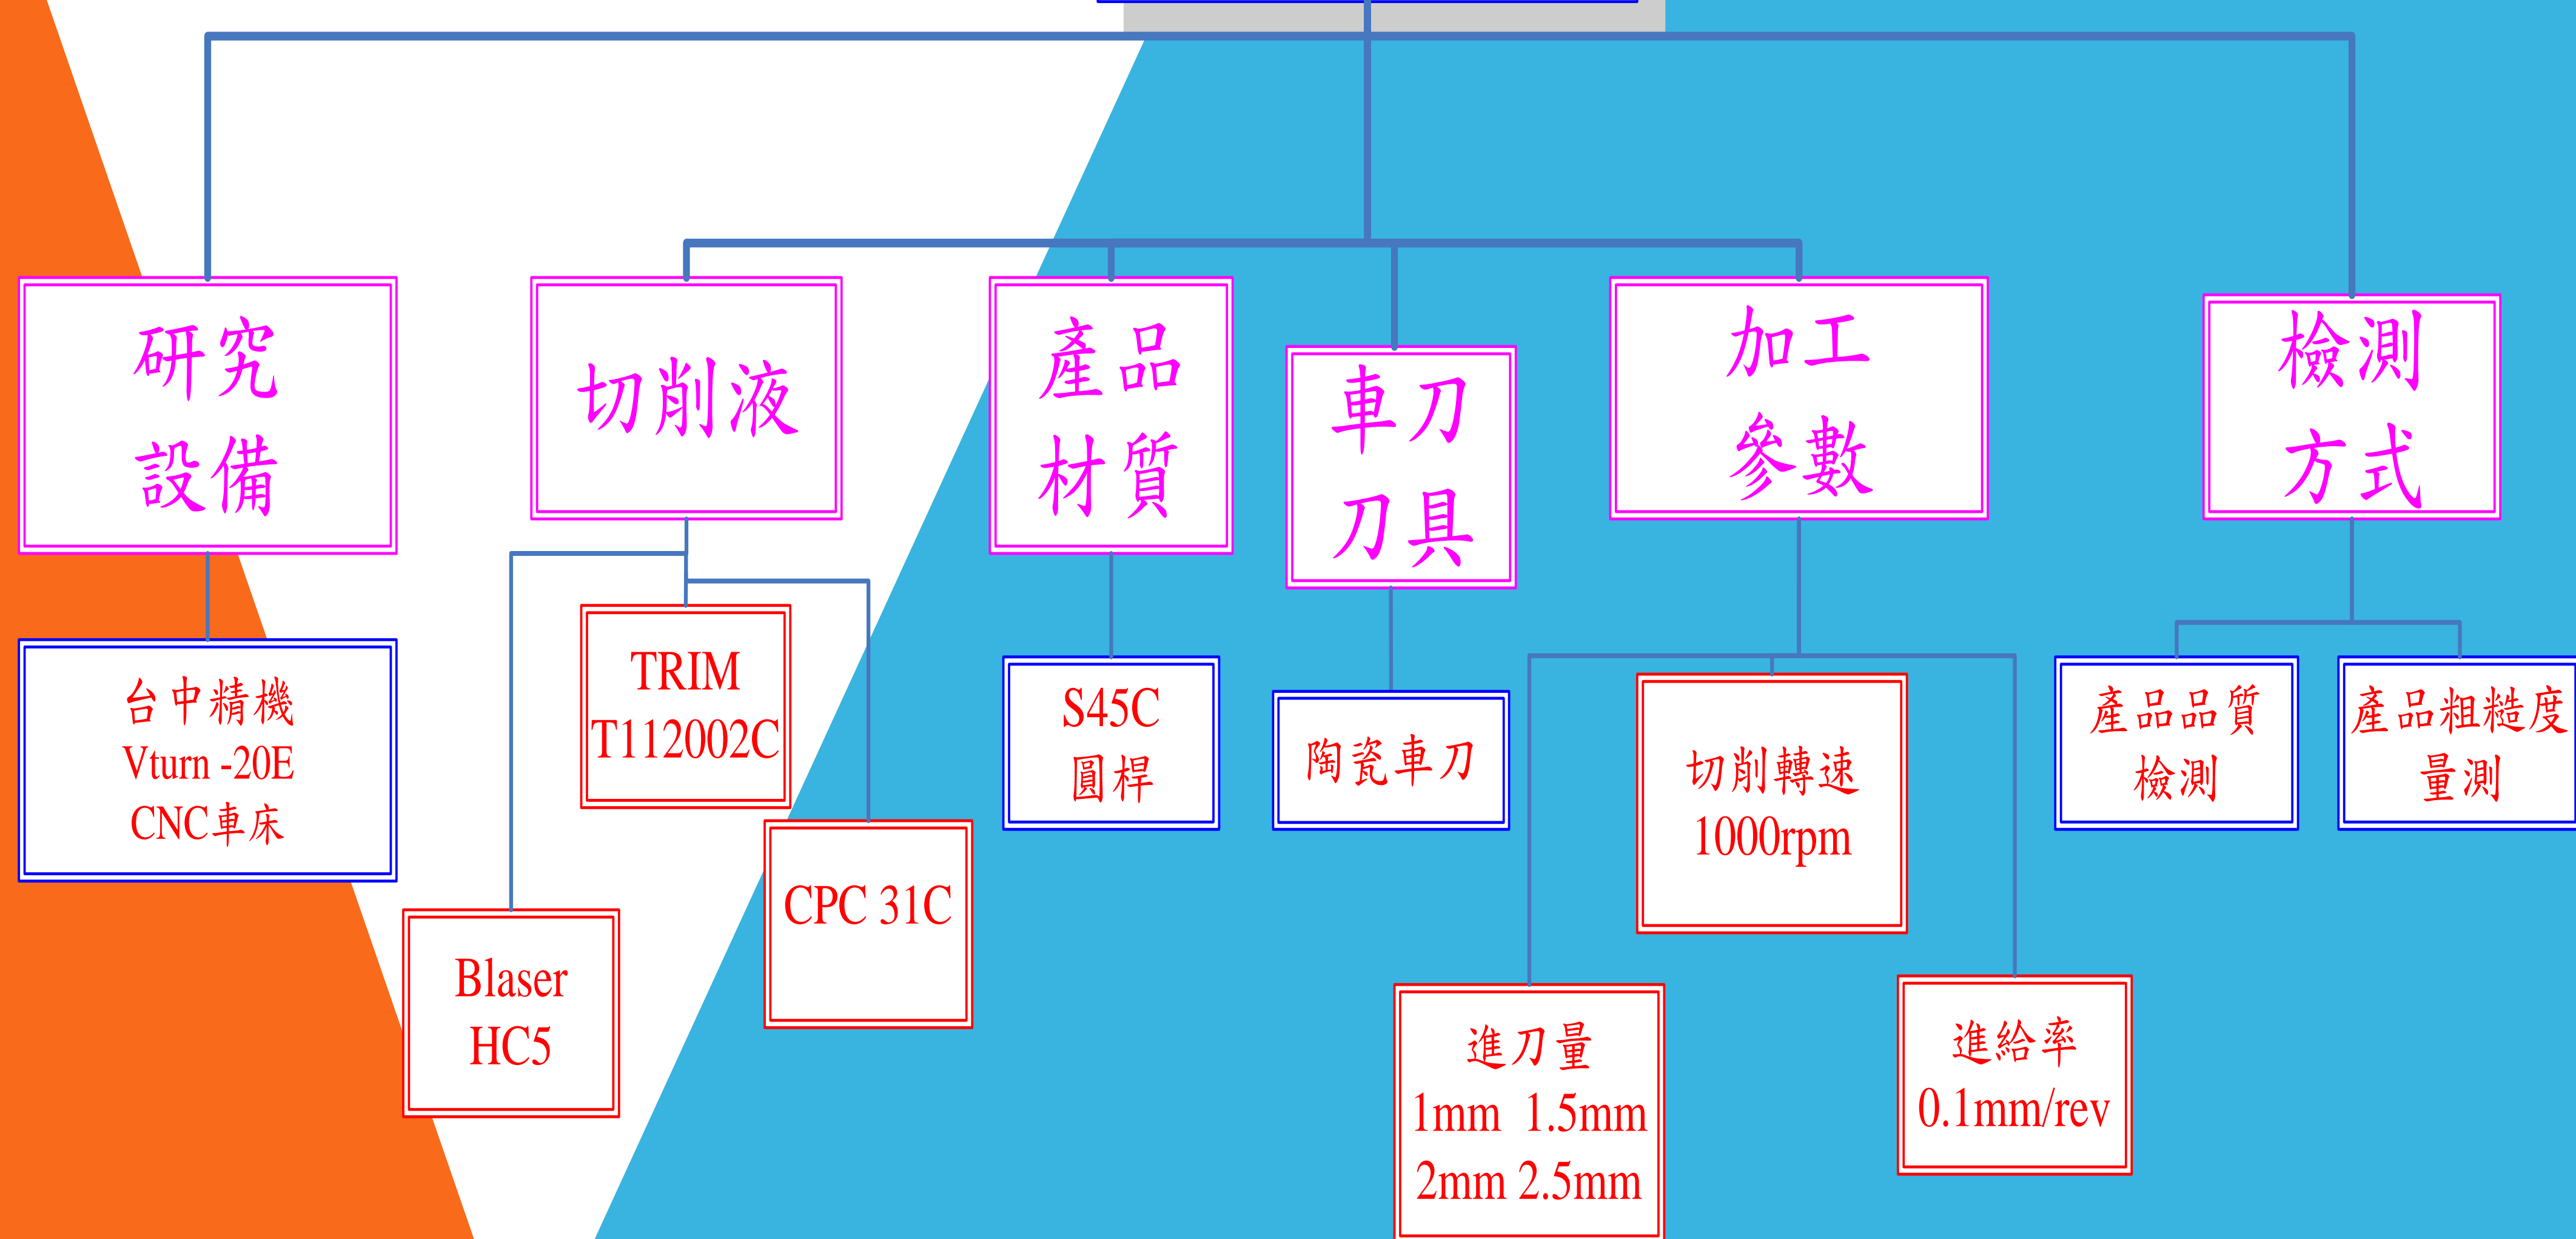 研究
設備
切削液
產品
材質
車刀
刀具
加工
參數
檢測
方式
台中精機
Vturn -20E
CNC車床
TRIM
T112002C
CPC 31C
Blaser
HC5
S45C
圓桿
陶瓷車刀
切削轉速
1000rpm
進刀量
1mm 1.5mm
2mm 2.5mm
進給率
0.1mm/rev
產品品質
檢測
產品粗糙度
量測